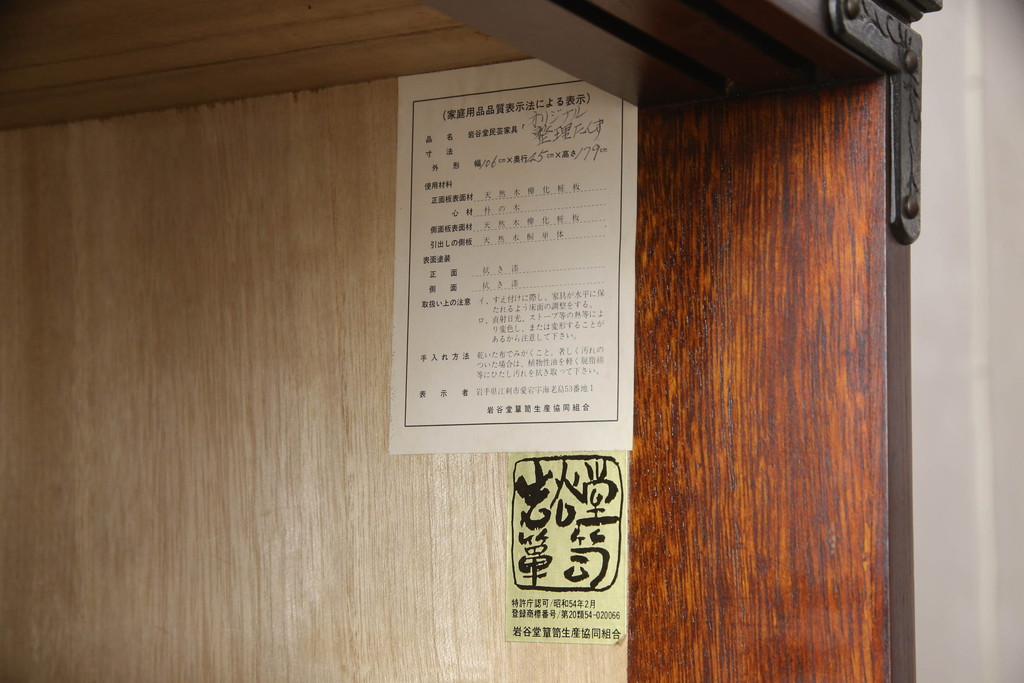 (家庭用品品質表示法による表示)
品 名 岩谷堂民芸家具「オリジナル
整理たんす
寸 法
外 形 幅106cm×奥行45cm×高さ179cm
使用材料
正面板表面材 天然木欅化粧板
心 材 朴の木
側面板表面材 天然木欅化粧板
引出しの側板 天然木桐単体
表面塗装
正 面 拭き漆
側 面 拭き漆
取扱い上の注意 イ、すえ付けに際し、家具が水平に保
たれるよう床面の調整をする。
ロ、直射日光、ストーブ等の熱等によ
り変色し、または変形することが
あるから注意して下さい。
手入れ方法 乾いた布でみがくこと。著しく汚れの
ついた場合は、植物性油を軽く脱脂綿
等にひたし汚れを拭き取って下さい。
表 示 者 岩手県江刺市愛宕字海老島53番地1
岩谷堂簞笥生産協同組合
岩谷堂
簞笥
特許庁認可/昭和54年2月
登録商標番号/第20類54-020066
岩谷堂簞笥生産協同組合